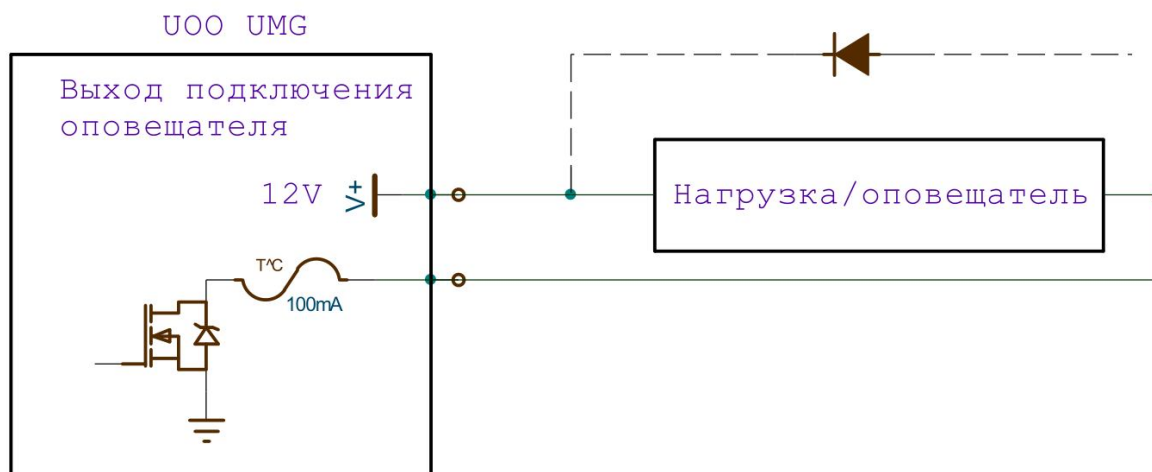 UOO UMG
Выход подключения
оповещателя
12V
V+
Нагрузка/оповещатель
T^C
100mA